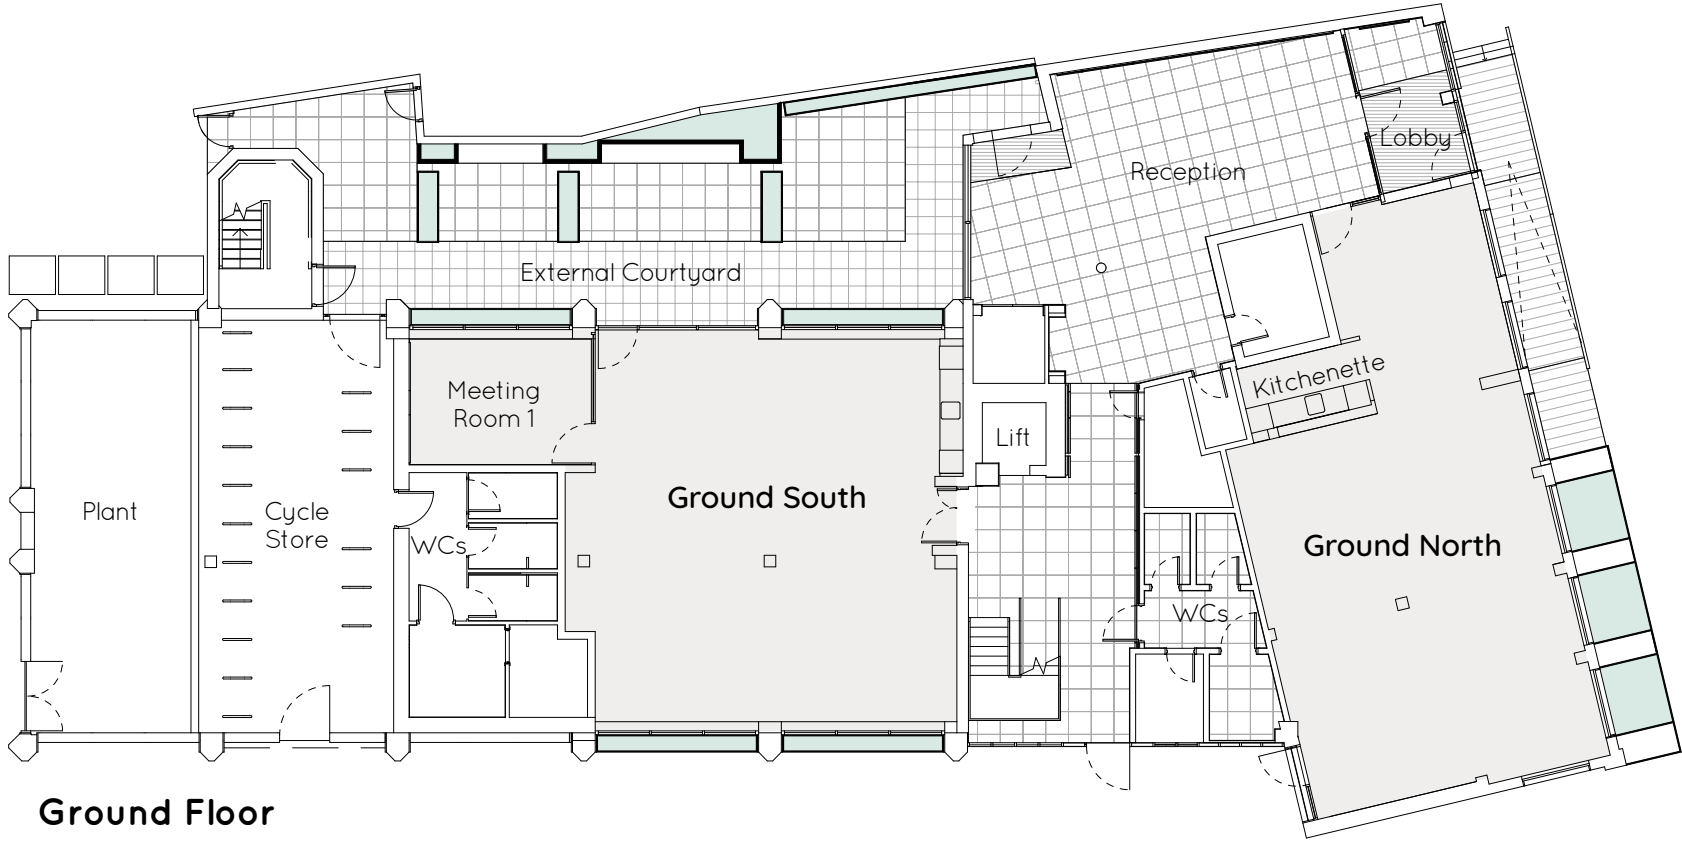 Lobby
Reception
External Courtyard
Kitchenette
Meeting
Room 1
Lift
Ground South
Plant
Cycle
Store
WCs
Ground North
WCs
Ground Floor